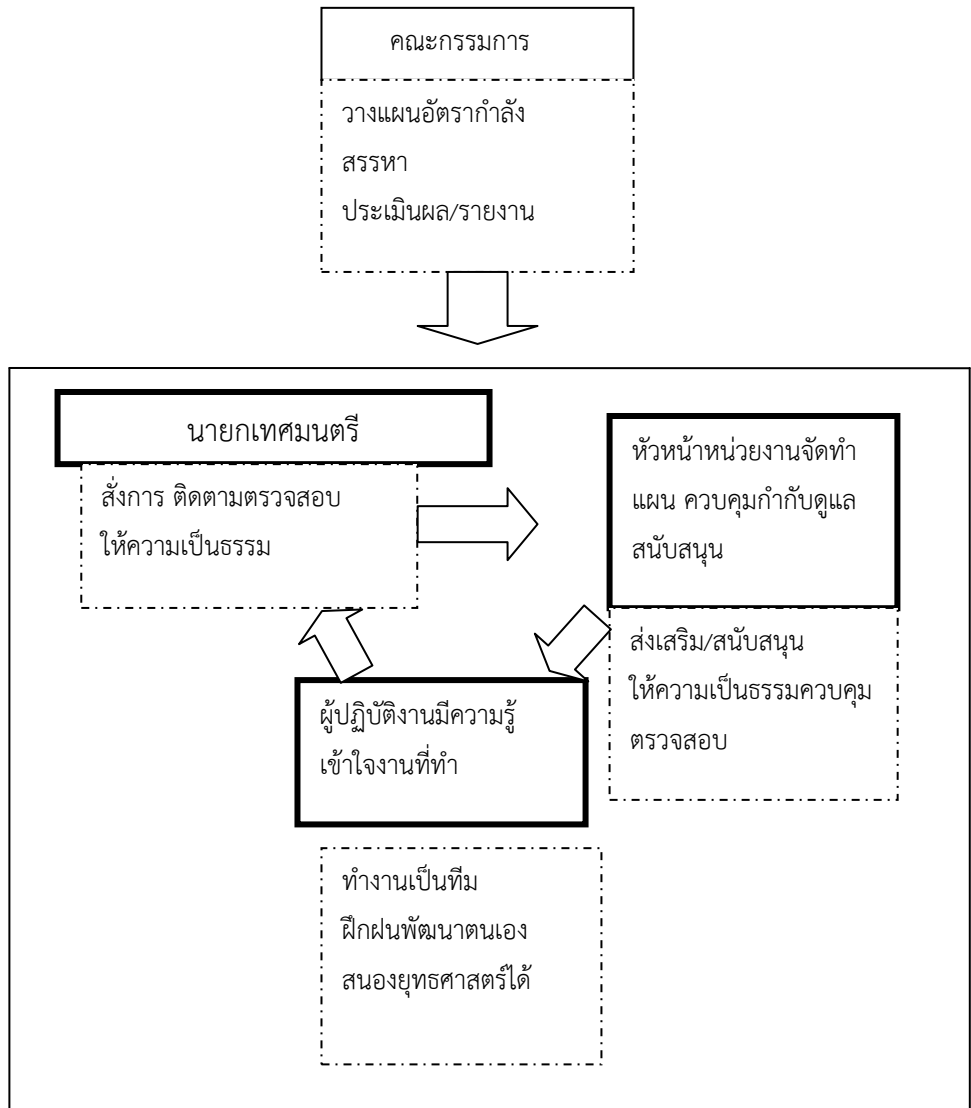 คณะกรรมการ
วางแผนอัตรากำลัง
สรรหา
ประเมินผล/รายงาน
นายกเทศมนตรี
สั่งการ ติดตามตรวจสอบ
ให้ความเป็นธรรม
หัวหน้าหน่วยงานจัดทำ
แผน ควบคุมกำกับดูแล
สนับสนุน
ส่งเสริม/สนับสนุน
ให้ความเป็นธรรมควบคุม
ตรวจสอบ
ผู้ปฏิบัติงานมีความรู้
เข้าใจงานที่ทำ
ทำงานเป็นทีม
ฝึกฝนพัฒนาตนเอง
สนองยุทธศาสตร์ได้